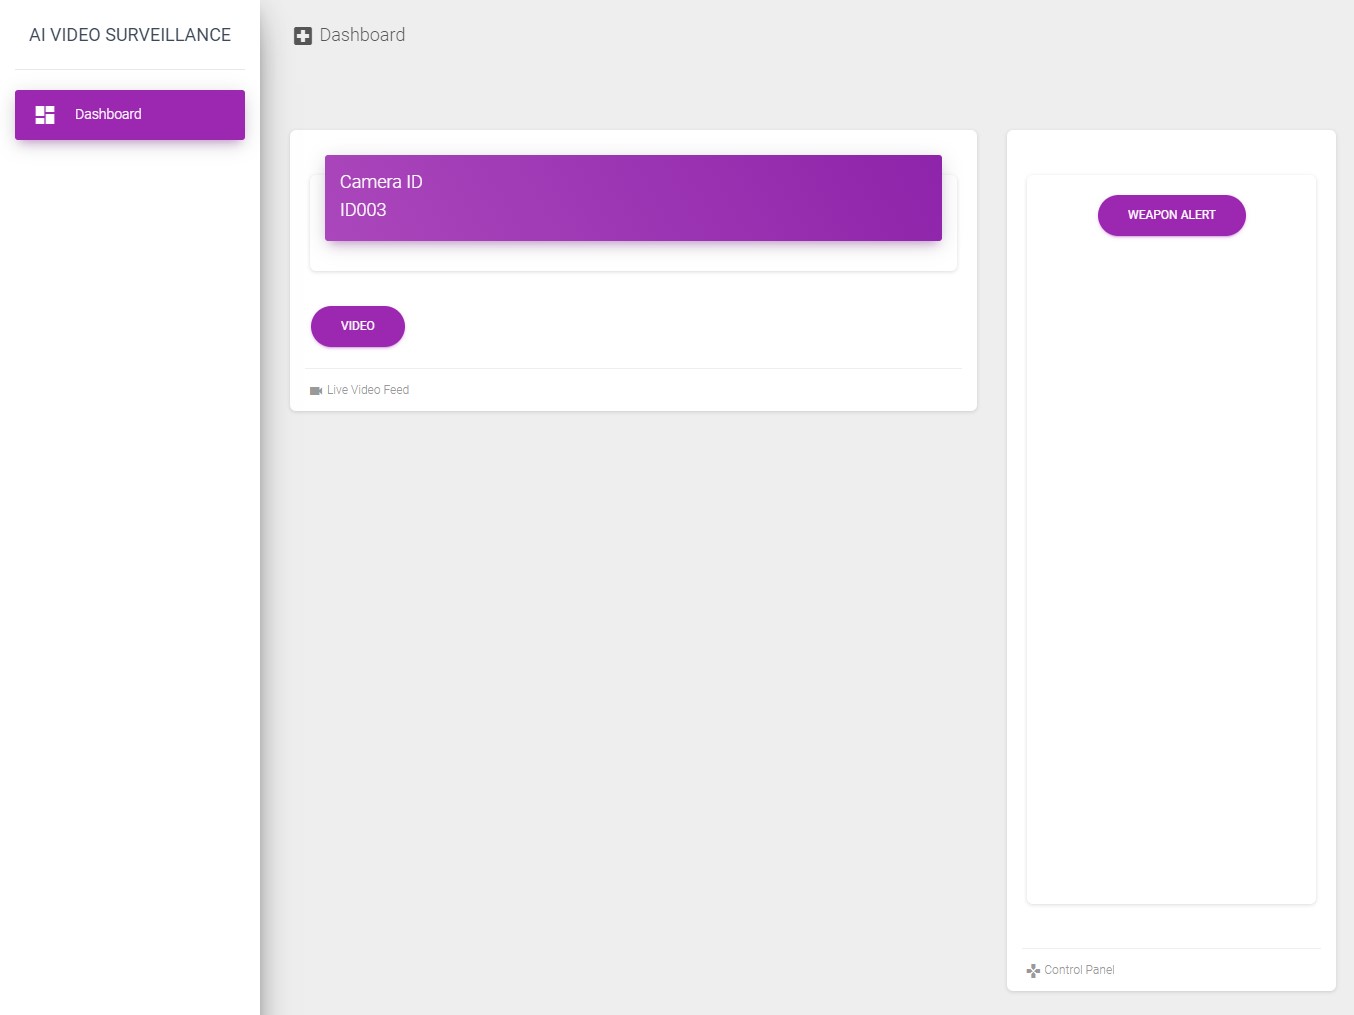 AI VIDEO SURVEILLANCE
Dashboard
Dashboard
Camera ID
ID003
VIDEO
Live Video Feed
WEAPON ALERT
Control Panel